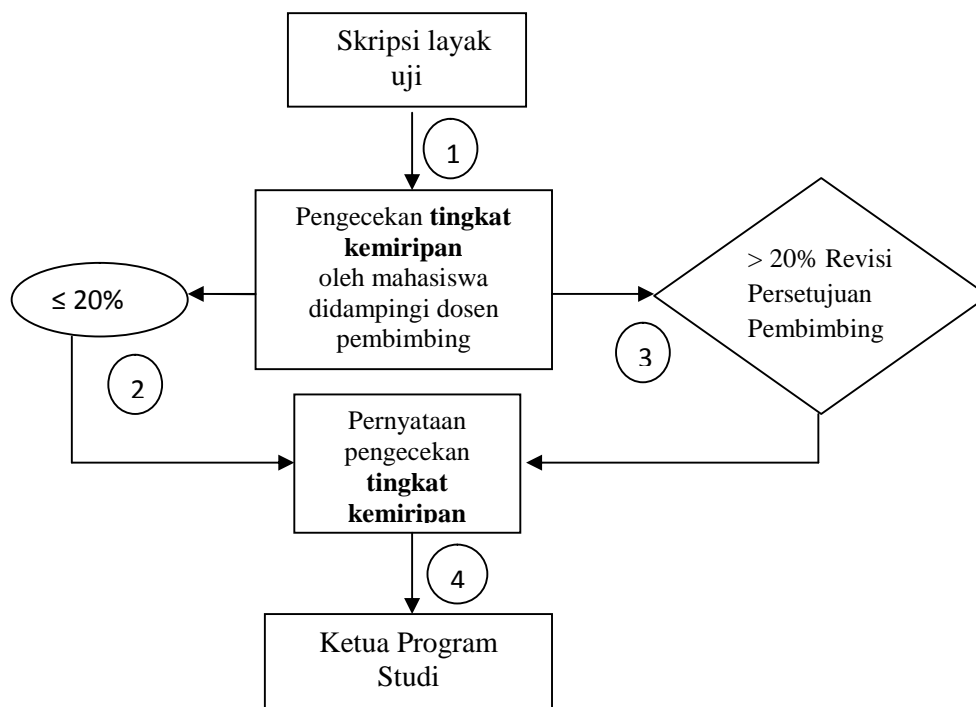 Skripsi layak
uji
1
Pengecekan tingkat
kemiripan
oleh mahasiswa
didampingi dosen
pembimbing
≤ 20%
2
> 20% Revisi
Persetujuan
Pembimbing
3
Pernyataan
pengecekan
tingkat
kemiripan
4
Ketua Program
Studi